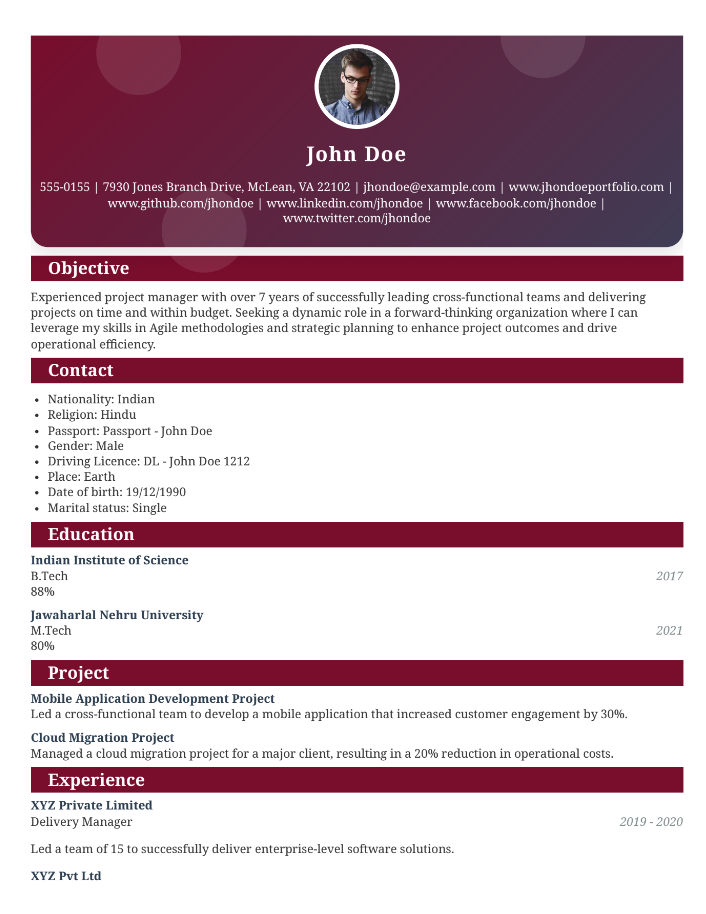 John Doe
555-0155 | 7930 Jones Branch Drive, McLean, VA 22102 | jhondoe@example.com | www.jhondoeportfolio.com |
www.github.com/jhondoe | www.linkedin.com/jhondoe | www.facebook.com/jhondoe |
www.twitter.com/jhondoe
Objective
Experienced project manager with over 7 years of successfully leading cross-functional teams and delivering
projects on time and within budget. Seeking a dynamic role in a forward-thinking organization where I can
leverage my skills in Agile methodologies and strategic planning to enhance project outcomes and drive
operational efficiency.
Contact
• Nationality: Indian
• Religion: Hindu
• Passport: Passport - John Doe
• Gender: Male
• Driving Licence: DL - John Doe 1212
• Place: Earth
• Date of birth: 19/12/1990
• Marital status: Single
Education
Indian Institute of Science
B.Tech 2017
88%
Jawaharlal Nehru University
M.Tech 2021
80%
Project
Mobile Application Development Project
Led a cross-functional team to develop a mobile application that increased customer engagement by 30%.
Cloud Migration Project
Managed a cloud migration project for a major client, resulting in a 20% reduction in operational costs.
Experience
XYZ Private Limited
Delivery Manager 2019 - 2020
Led a team of 15 to successfully deliver enterprise-level software solutions.
XYZ Pvt Ltd